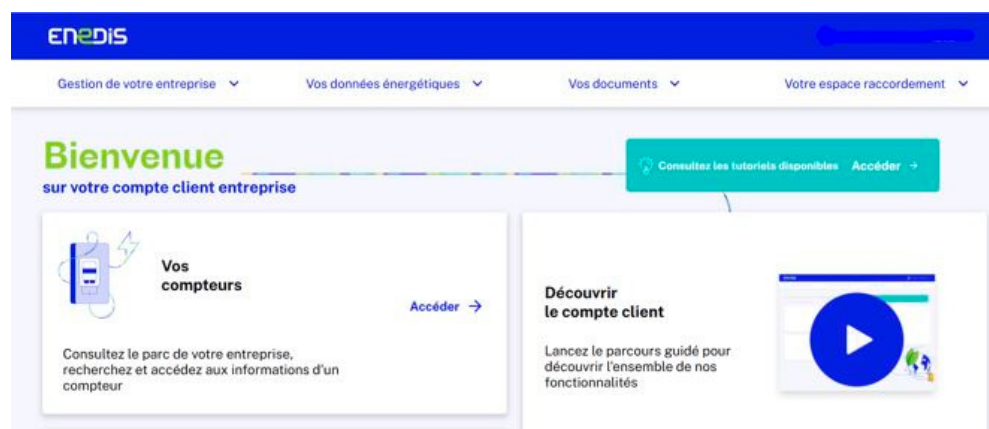 ENEDIS
Gestion de votre entreprise
Vos données énergétiques
Vos documents
Votre espace raccordement
Bienvenue
sur votre compte client entreprise
Consultez les tutoriels disponibles Accéder →
Vos
compteurs
Accéder →
Consultez le parc de votre entreprise,
recherchez et accédez aux informations d'un
compteur
Découvrir
le compte client
Lancez le parcours guidé pour
découvrir l'ensemble de nos
fonctionnalités